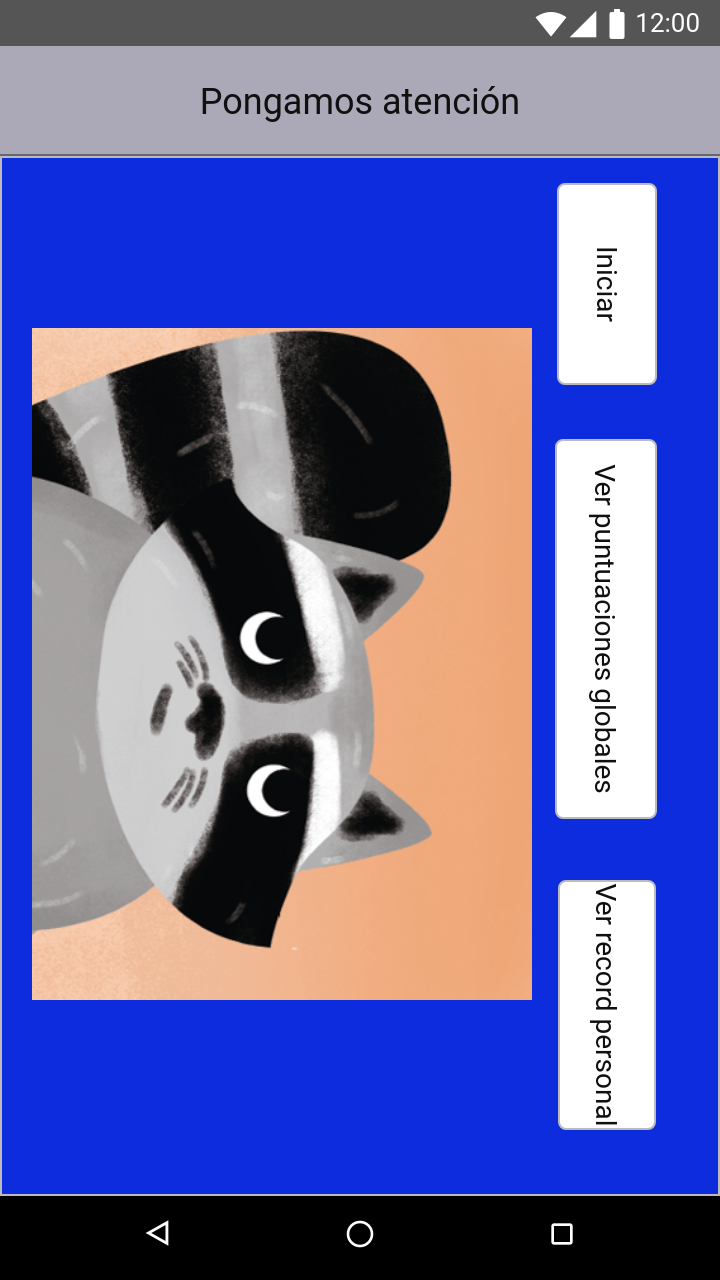 12:00
Pongamos atención
Iniciar
Ver puntuaciones globales
Ver record personal